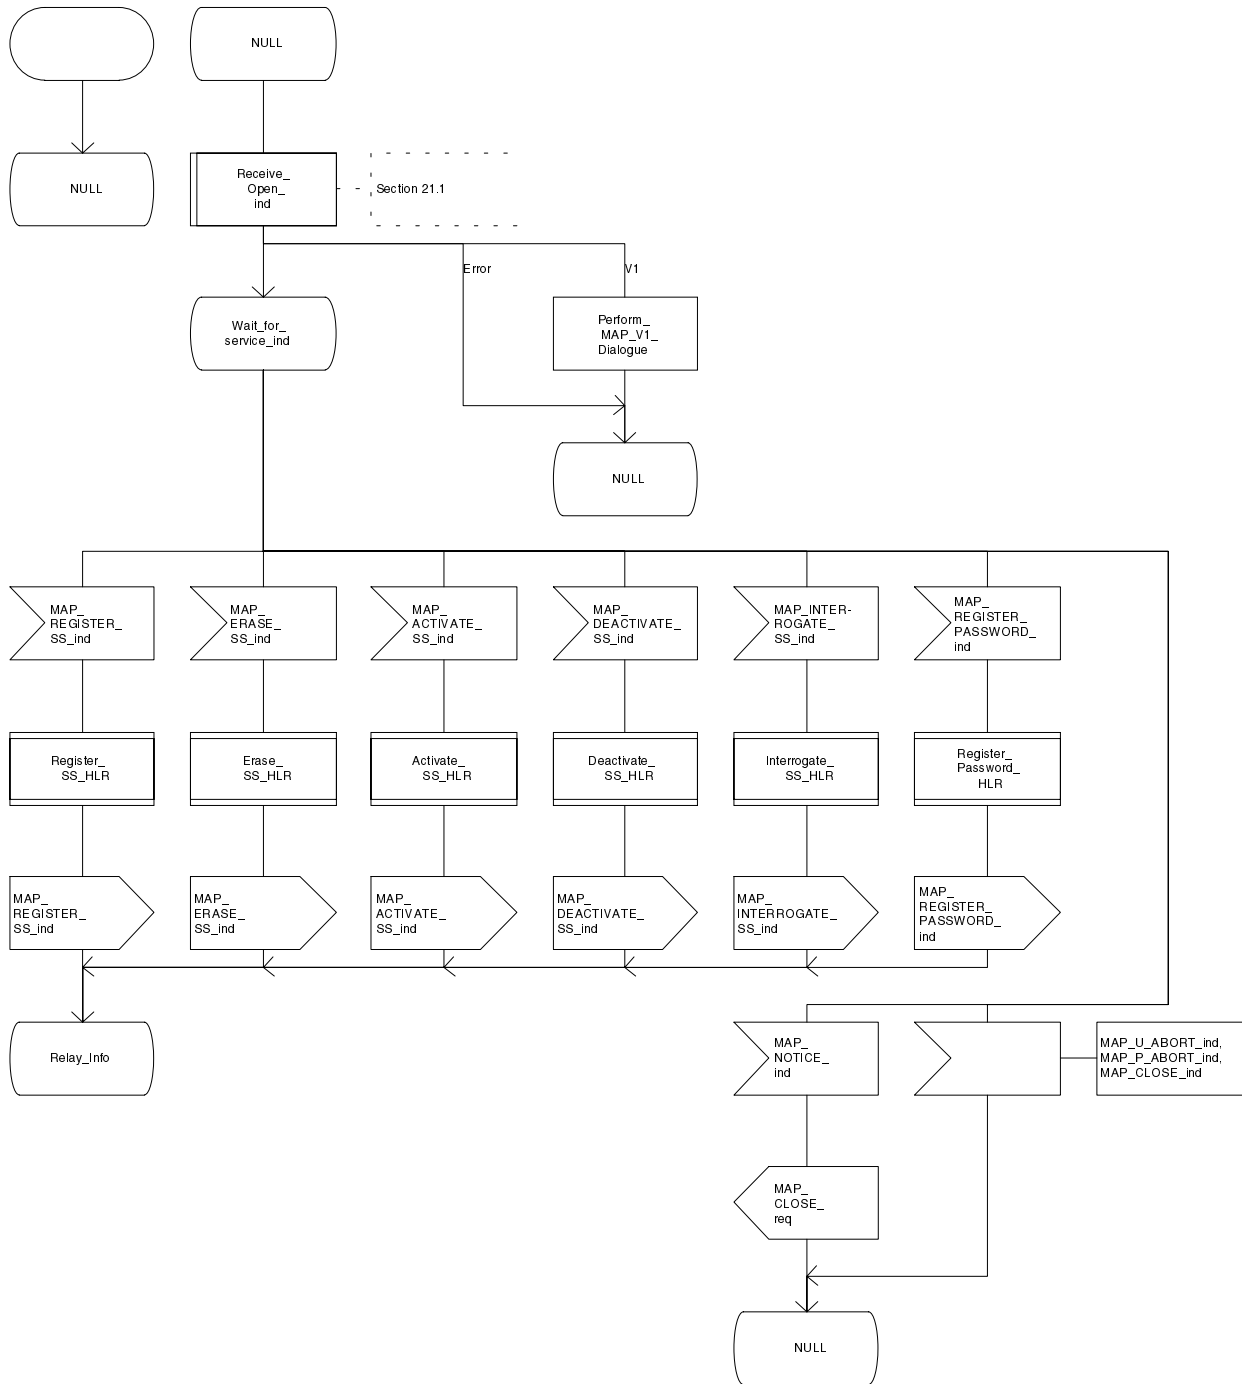 NULL
NULL
Receive_
Open_
ind
Section 21.1
Error
V1
Wait_for_
service_ind
Perform_
MAP_V1_
Dialogue
NULL
MAP_
REGISTER_
SS_ind
MAP_
ERASE_
SS_ind
MAP_
ACTIVATE_
SS_ind
MAP_
DEACTIVATE_
SS_ind
MAP_INTER-
ROGATE_
SS_ind
MAP_
REGISTER_
PASSWORD_
ind
Register_
SS_HLR
Erase_
SS_HLR
Activate_
SS_HLR
Deactivate_
SS_HLR
Interrogate_
SS_HLR
Register_
Password_
HLR
MAP_
REGISTER_
SS_ind
MAP_
ERASE_
SS_ind
MAP_
ACTIVATE_
SS_ind
MAP_
DEACTIVATE_
SS_ind
MAP_
INTERROGATE_
SS_ind
MAP_
REGISTER_
PASSWORD_
ind
Relay_Info
MAP_
NOTICE_
ind
MAP_U_ABORT_ind,
MAP_P_ABORT_ind,
MAP_CLOSE_ind
MAP_
CLOSE_
req
NULL